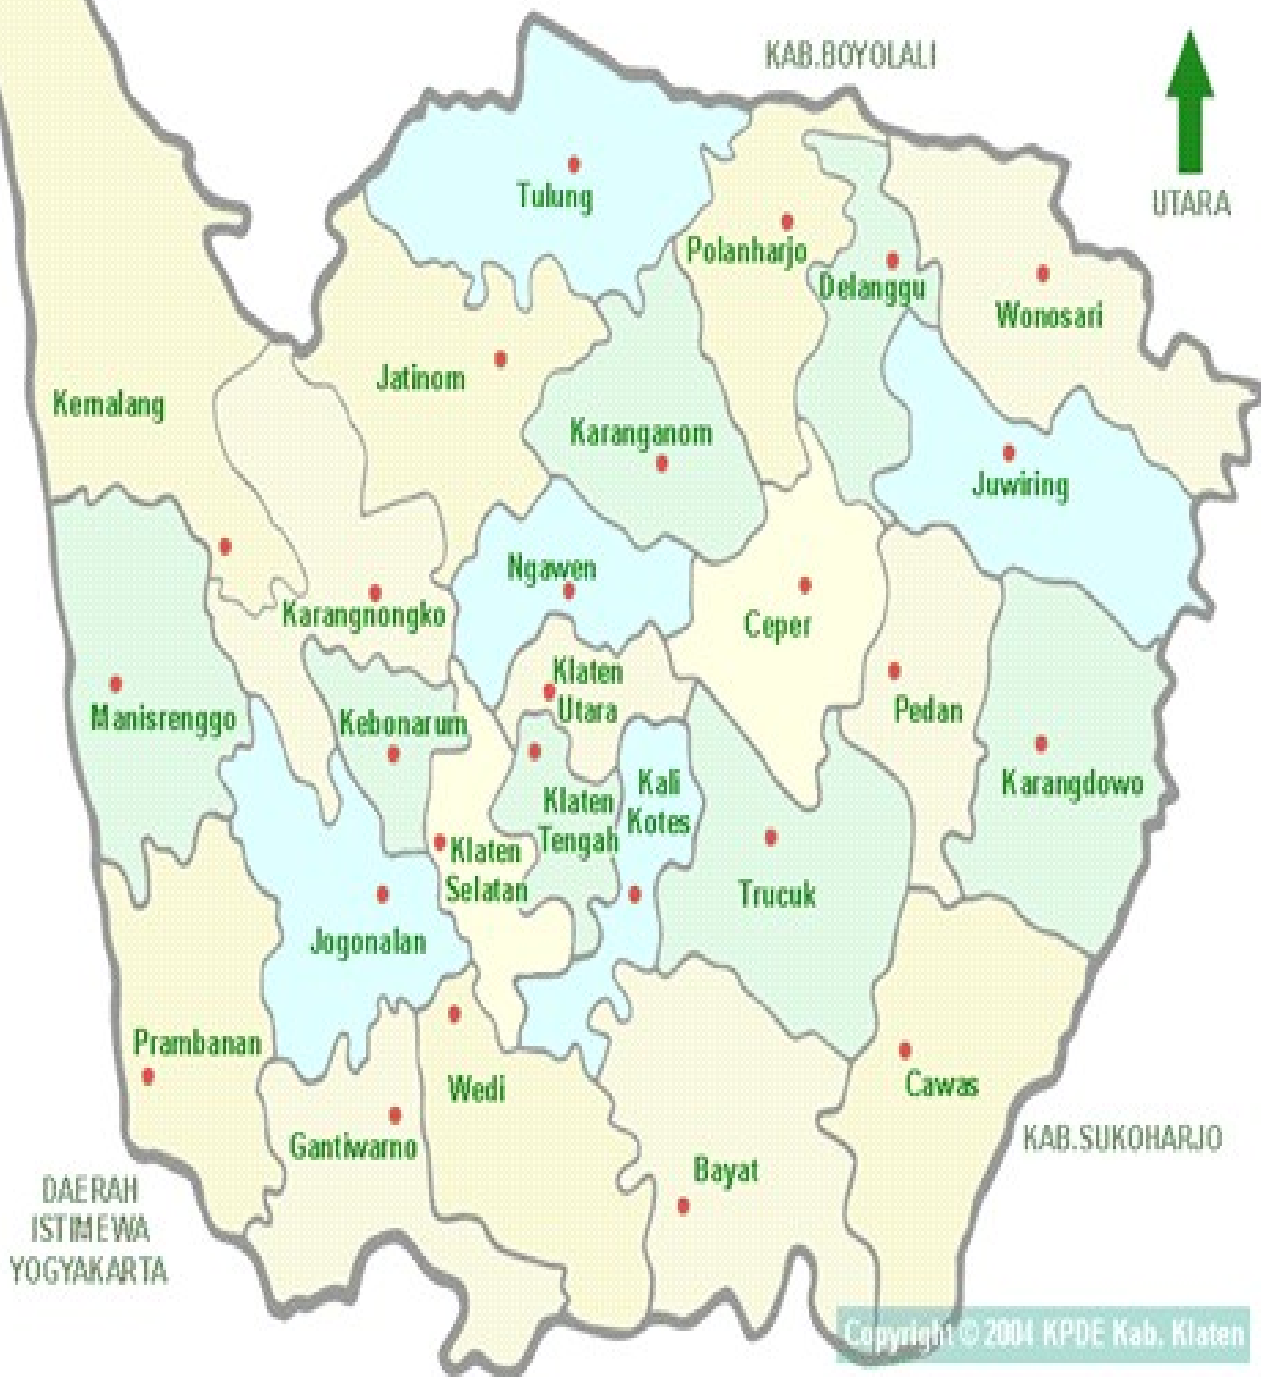 KAB.BOYOLALI
UTARA
Tulung
Polanharjo
Delanggu
Wonosari
Jatinom
Kemalang
Karanganom
Juwiring
Ngawen
Karangnongko
Ceper
Klaten
Utara
Manisrenggo
Kebonarum
Pedan
Kali
Kotes
Karangdowo
Klaten
Tengah
Klaten
Selatan
Trucuk
Jogonalan
Prambanan
Wedi
Cawas
Gantiwarno
Bayat
KAB.SUKOHARJO
DAERAH
ISTIMEWA
YOGYAKARTA
Copyright © 2004 KPDE Kab. Klaten